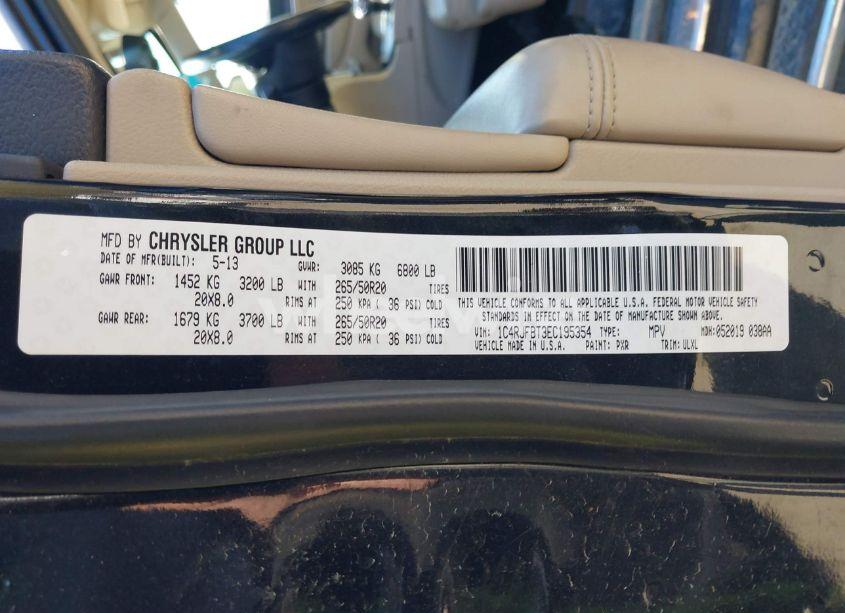 MFD BY CHRYSLER GROUP LLC
DATE OF MFR(BUILT): 5-13 GVWR: 3085 KG 6800 LB
GAWR FRONT: 1452 KG 3200 LB WITH 265/50R20 TIRES
20X8.0 RIMS AT 250 KPA ( 36 PSI) COLD
GAWR REAR: 1679 KG 3700 LB WITH 265/50R20 TIRES
20X8.0 RIMS AT 250 KPA ( 36 PSI) COLD
THIS VEHICLE CONFORMS TO ALL APPLICABLE U.S.A. FEDERAL MOTOR VEHICLE SAFETY
STANDARDS IN EFFECT ON THE DATE OF MANUFACTURE SHOWN ABOVE.
VIN: 1C4RJFBT3EC195354 TYPE: MPV MDH:052019 038AA
VEHICLE MADE IN U.S.A. PAINT: PXR TRIM: ULXL